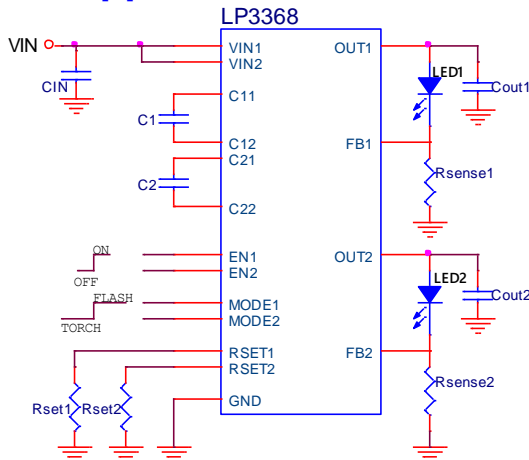 LP3368
VIN
VIN1
VIN2
CIN
C11
C1
C12
C21
C2
C22
ON
OFF
EN1
EN2
FLASH
TORCH
MODE1
MODE2
RSET1
RSET2
Rset1
Rset2
GND
OUT1
LED1
Cout1
FB1
Rsense1
OUT2
LED2
Cout2
FB2
Rsense2